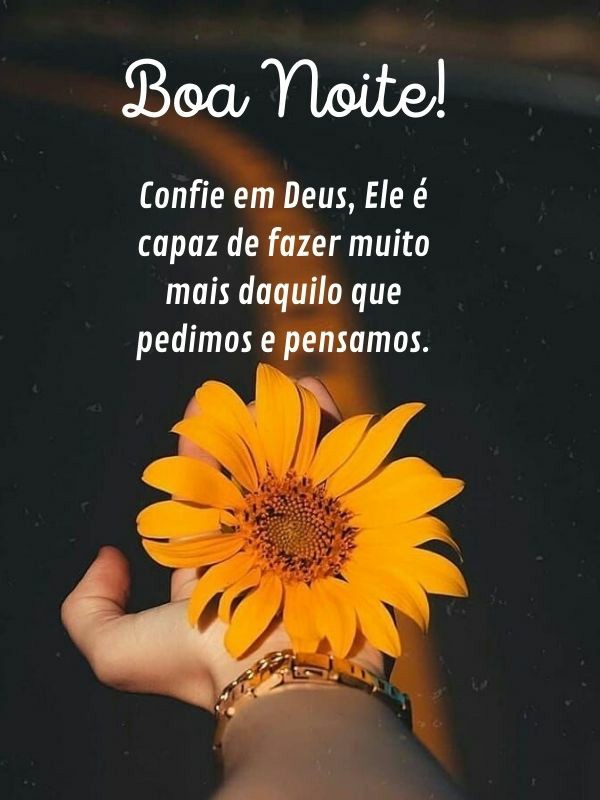 Boa Noite!
Confie em Deus, Ele é
capaz de fazer muito
mais daquilo que
pedimos e pensamos.